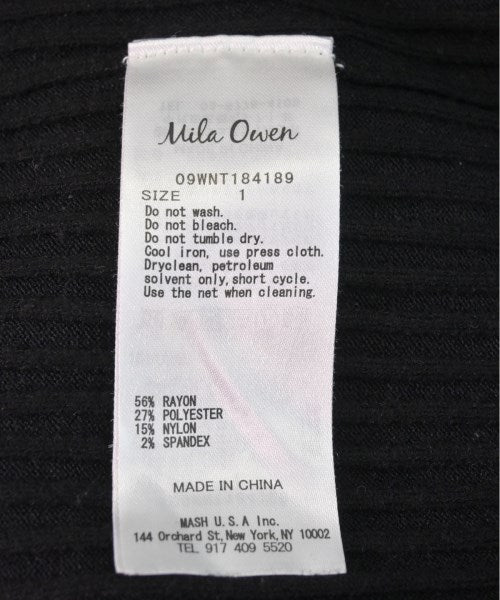 Mila Owen
09WNT184189
SIZE 1
Do not wash.
Do not bleach.
Do not tumble dry.
Cool iron, use press cloth.
Dryclean, petroleum
solvent only, short cycle.
Use the net when cleaning.
56% RAYON
27% POLYESTER
15% NYLON
2% SPANDEX
MADE IN CHINA
MASH U.S.A Inc.
144 Orchard St, New York, NY 10002
TEL 917 409 5520